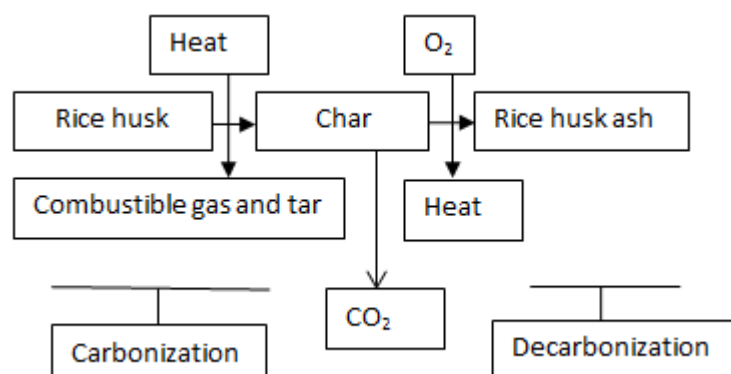 Heat
O₂
Rice husk
Char
Rice husk ash
Combustible gas and tar
Heat
CO₂
Carbonization
Decarbonization